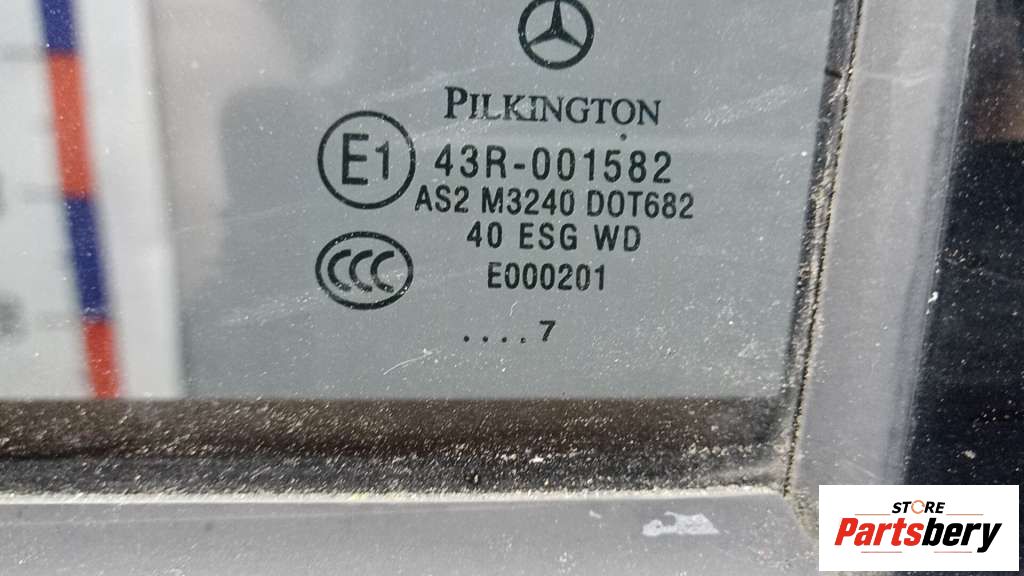 PILKINGTON
E1 43R-001582
AS2 M3240 DOT682
40 ESG WD
CCC E000201
....7
STORE
Partsbery